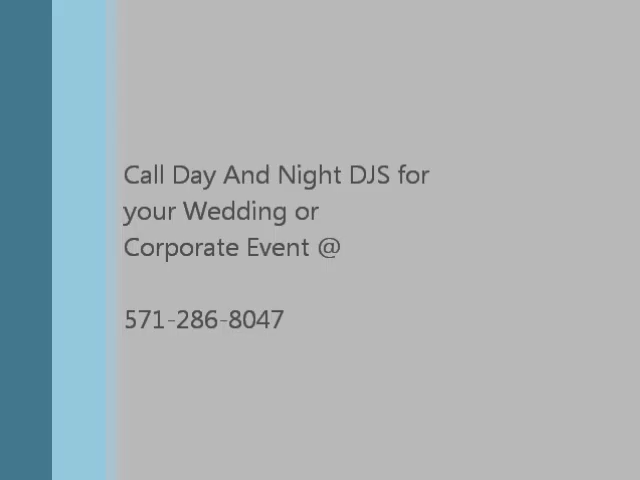 Call Day And Night DJS for
your Wedding or
Corporate Event @
571-286-8047